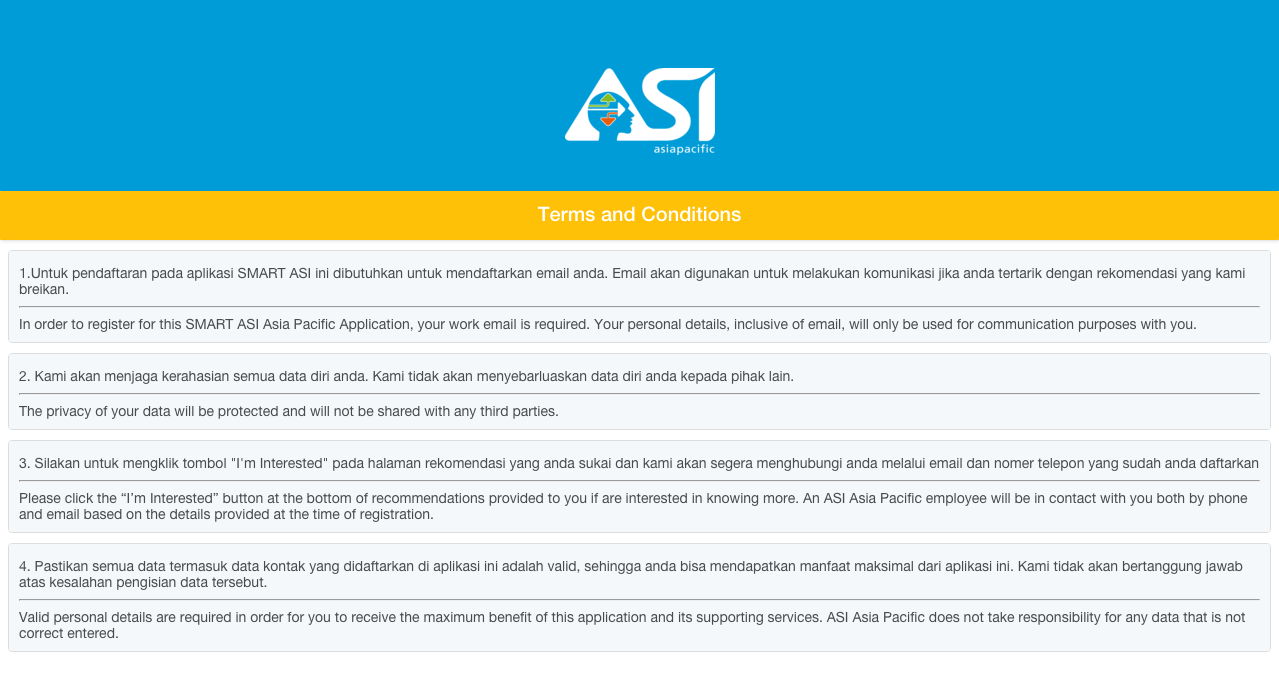 ASI
asiapacific
Terms and Conditions
1.Untuk pendaftaran pada aplikasi SMART ASI ini dibutuhkan untuk mendaftarkan email anda. Email akan digunakan untuk melakukan komunikasi jika anda tertarik dengan rekomendasi yang kami
breikan.
In order to register for this SMART ASI Asia Pacific Application, your work email is required. Your personal details, inclusive of email, will only be used for communication purposes with you.
2. Kami akan menjaga kerahasian semua data diri anda. Kami tidak akan menyebarluaskan data diri anda kepada pihak lain.
The privacy of your data will be protected and will not be shared with any third parties.
3. Silakan untuk mengklik tombol "I'm Interested" pada halaman rekomendasi yang anda sukai dan kami akan segera menghubungi anda melalui email dan nomer telepon yang sudah anda daftarkan
Please click the “I’m Interested” button at the bottom of recommendations provided to you if are interested in knowing more. An ASI Asia Pacific employee will be in contact with you both by phone
and email based on the details provided at the time of registration.
4. Pastikan semua data termasuk data kontak yang didaftarkan di aplikasi ini adalah valid, sehingga anda bisa mendapatkan manfaat maksimal dari aplikasi ini. Kami tidak akan bertanggung jawab
atas kesalahan pengisian data tersebut.
Valid personal details are required in order for you to receive the maximum benefit of this application and its supporting services. ASI Asia Pacific does not take responsibility for any data that is not
correct entered.